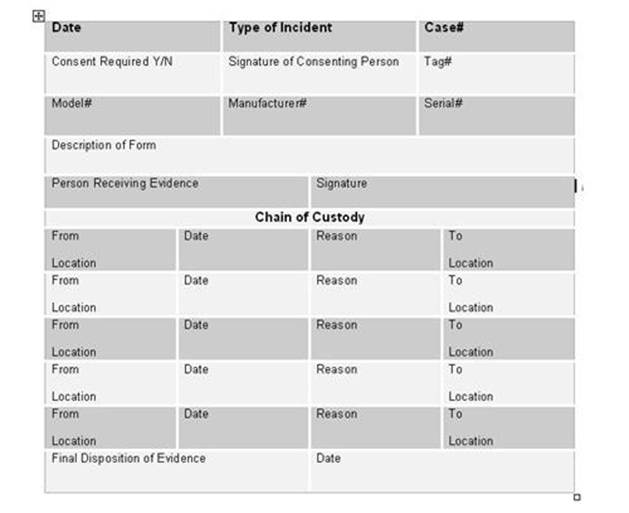 Date Type of Incident Case#
Consent Required Y/N Signature of Consenting Person Tag#
Model# Manufacturer# Serial#
Description of Form
Person Receiving Evidence Signature
Chain of Custody
From Date Reason To
Location Location
From Date Reason To
Location Location
From Date Reason To
Location Location
From Date Reason To
Location Location
From Date Reason To
Location Location
Final Disposition of Evidence Date